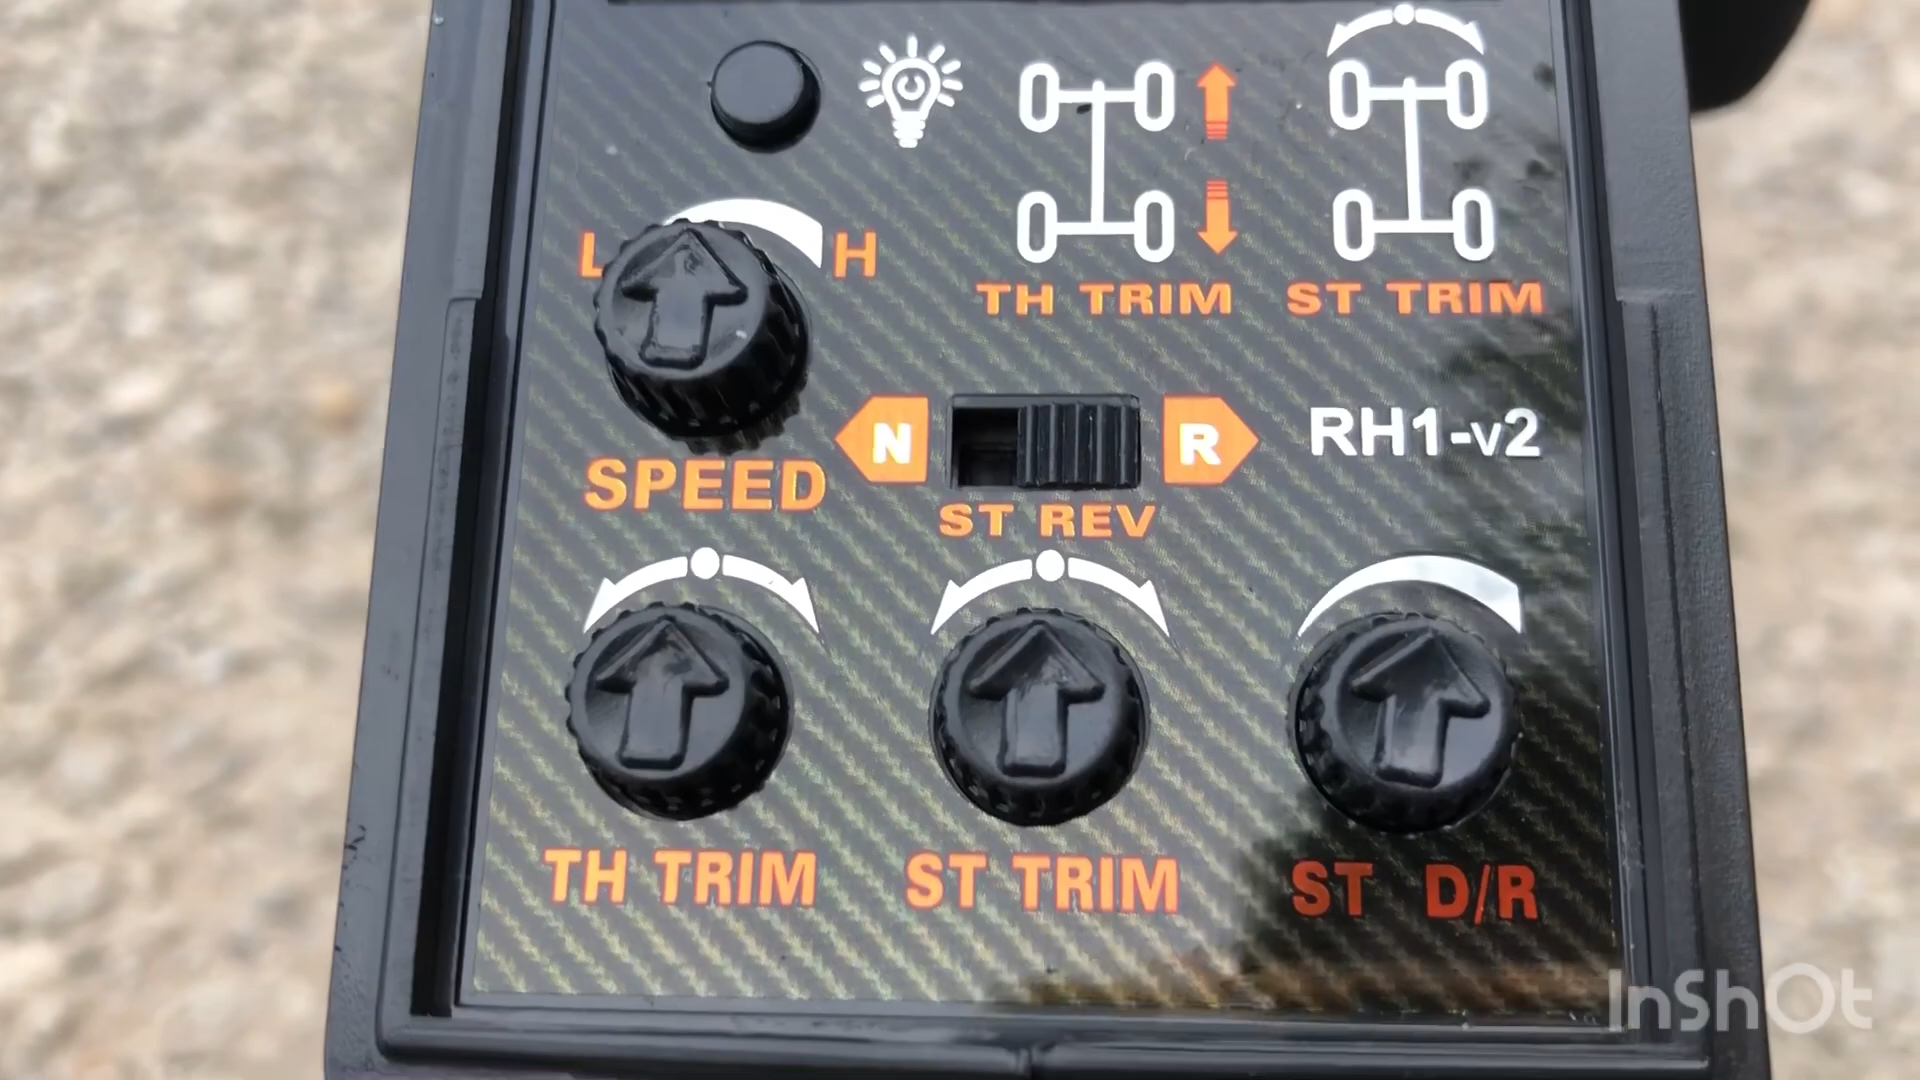 L H
TH TRIM ST TRIM
N R RH1-v2
SPEED
ST REV
TH TRIM ST TRIM ST D/R
InShOt